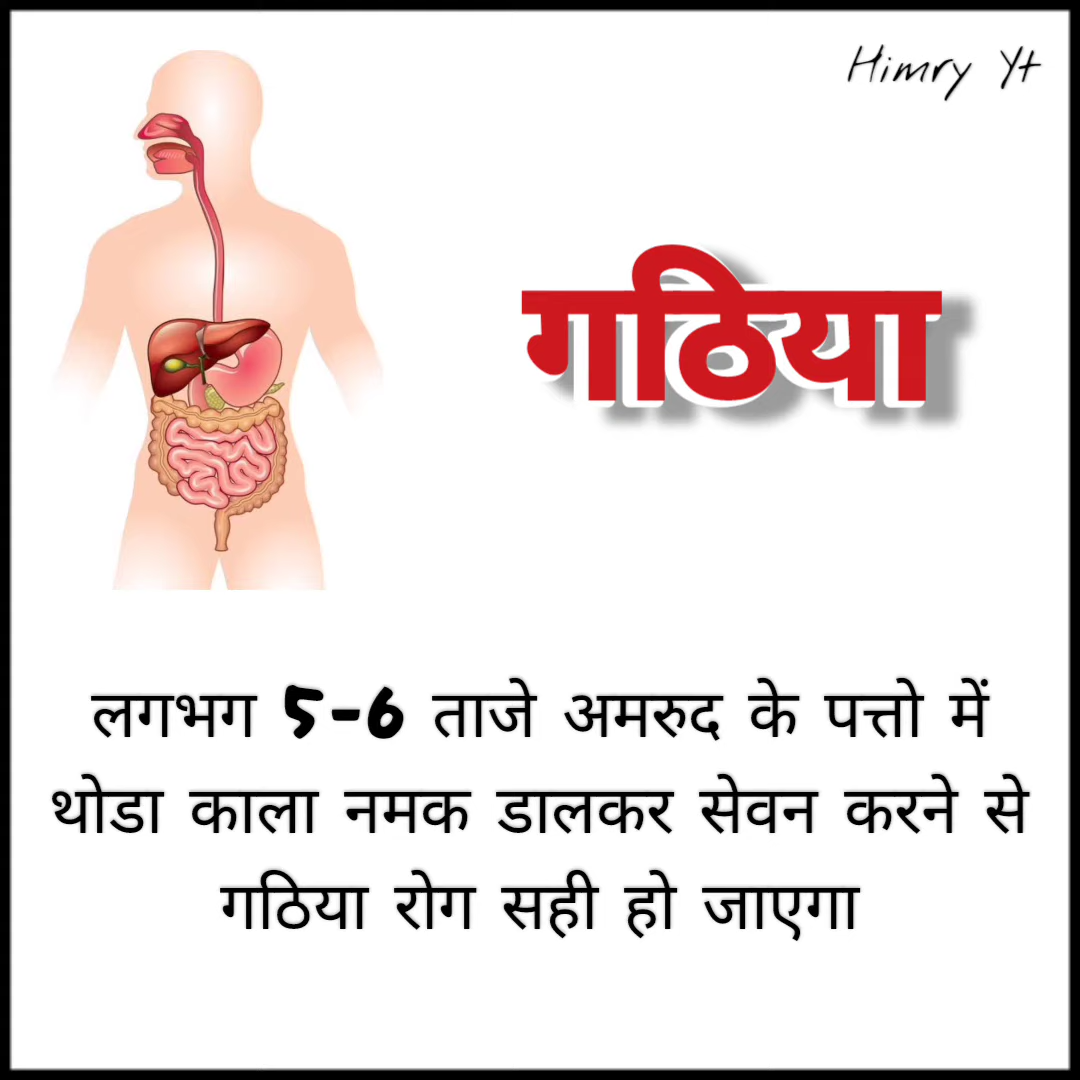 Himry Yt
गठिया
लगभग 5-6 ताजे अमरुद के पत्तो में
थोडा काला नमक डालकर सेवन करने से
गठिया रोग सही हो जाएगा